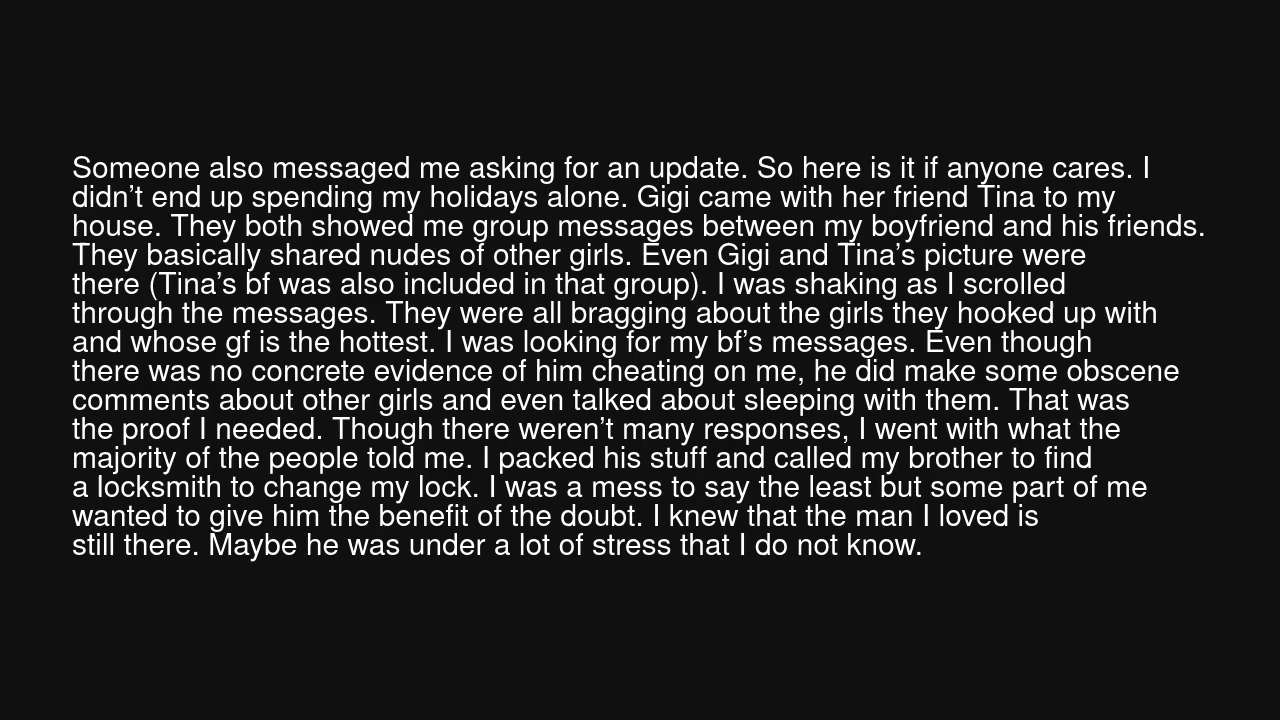 Someone also messaged me asking for an update. So here is it if anyone cares. I
didn’t end up spending my holidays alone. Gigi came with her friend Tina to my
house. They both showed me group messages between my boyfriend and his friends.
They basically shared nudes of other girls. Even Gigi and Tina’s picture were
there (Tina’s bf was also included in that group). I was shaking as I scrolled
through the messages. They were all bragging about the girls they hooked up with
and whose gf is the hottest. I was looking for my bf’s messages. Even though
there was no concrete evidence of him cheating on me, he did make some obscene
comments about other girls and even talked about sleeping with them. That was
the proof I needed. Though there weren’t many responses, I went with what the
majority of the people told me. I packed his stuff and called my brother to find
a locksmith to change my lock. I was a mess to say the least but some part of me
wanted to give him the benefit of the doubt. I knew that the man I loved is
still there. Maybe he was under a lot of stress that I do not know.